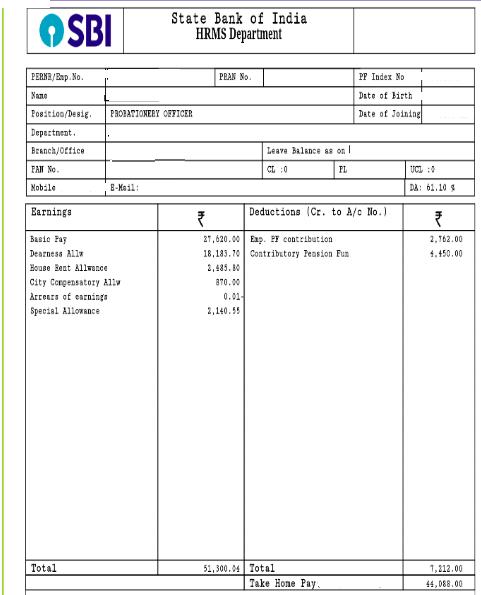 SBI
State Bank of India
HRMS Department
PERNR/Emp.No. PRAN No. PF Index No
Name Date of Birth
Position/Desig. PROBATIONERY OFFICER Date of Joining
Department.
Branch/Office Leave Balance as on
PAN No. CL :0 PL UCL :0
Mobile E-Mail: DA: 61.10 %
Earnings ₹ Deductions (Cr. to A/c No.) ₹
Basic Pay 27,620.00 Emp. PF contribution 2,762.00
Dearness Allw 18,183.70 Contributory Pension Fun 4,450.00
House Rent Allwance 2,485.80
City Compensatory Allw 870.00
Arrears of earnings 0.01-
Special Allowance 2,140.55
Total 51,300.04 Total 7,212.00
Take Home Pay 44,088.00